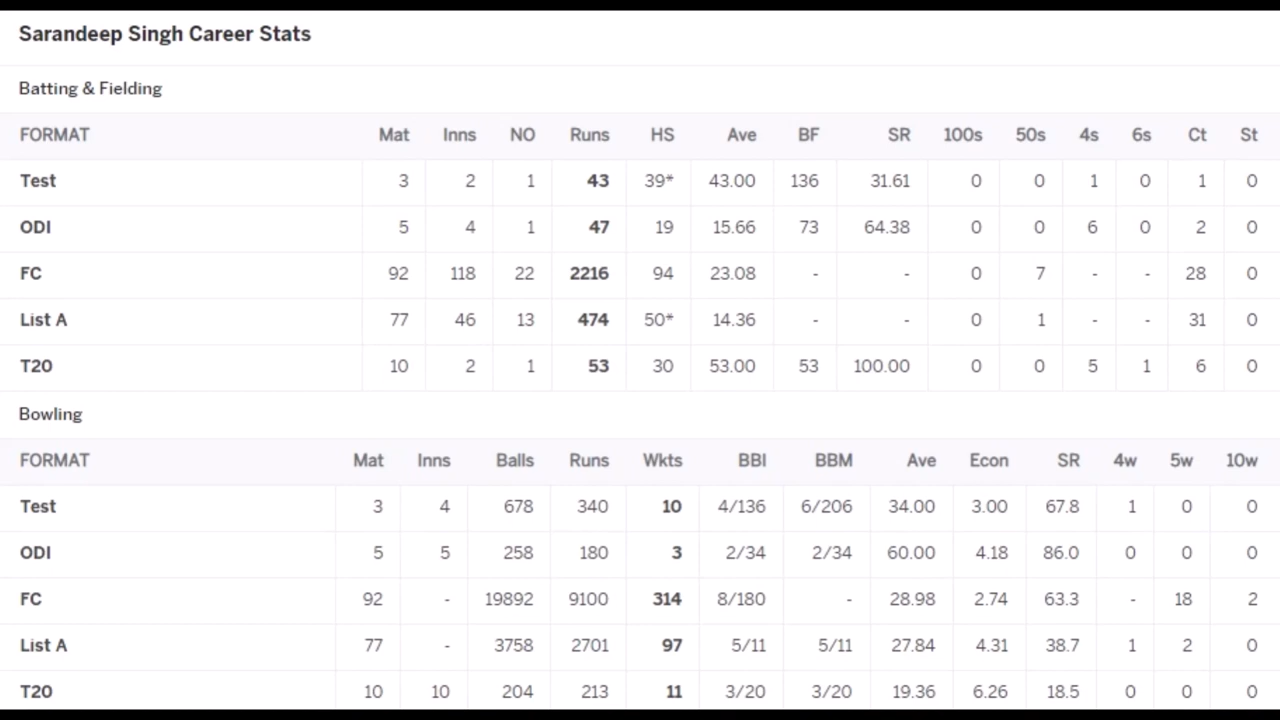 Sarandeep Singh Career Stats
Batting & Fielding
FORMAT Mat Inns NO Runs HS Ave BF SR 100s 50s 4s 6s Ct St
Test 3 2 1 43 39* 43.00 136 31.61 0 0 1 0 1 0
ODI 5 4 1 47 19 15.66 73 64.38 0 0 6 0 2 0
FC 92 118 22 2216 94 23.08 - - 0 7 - - 28 0
List A 77 46 13 474 50* 14.36 - - 0 1 - - 31 0
T20 10 2 1 53 30 53.00 53 100.00 0 0 5 1 6 0
Bowling
FORMAT Mat Inns Balls Runs Wkts BBI BBM Ave Econ SR 4w 5w 10w
Test 3 4 678 340 10 4/136 6/206 34.00 3.00 67.8 1 0 0
ODI 5 5 258 180 3 2/34 2/34 60.00 4.18 86.0 0 0 0
FC 92 - 19892 9100 314 8/180 - 28.98 2.74 63.3 - 18 2
List A 77 - 3758 2701 97 5/11 5/11 27.84 4.31 38.7 1 2 0
T20 10 10 204 213 11 3/20 3/20 19.36 6.26 18.5 0 0 0